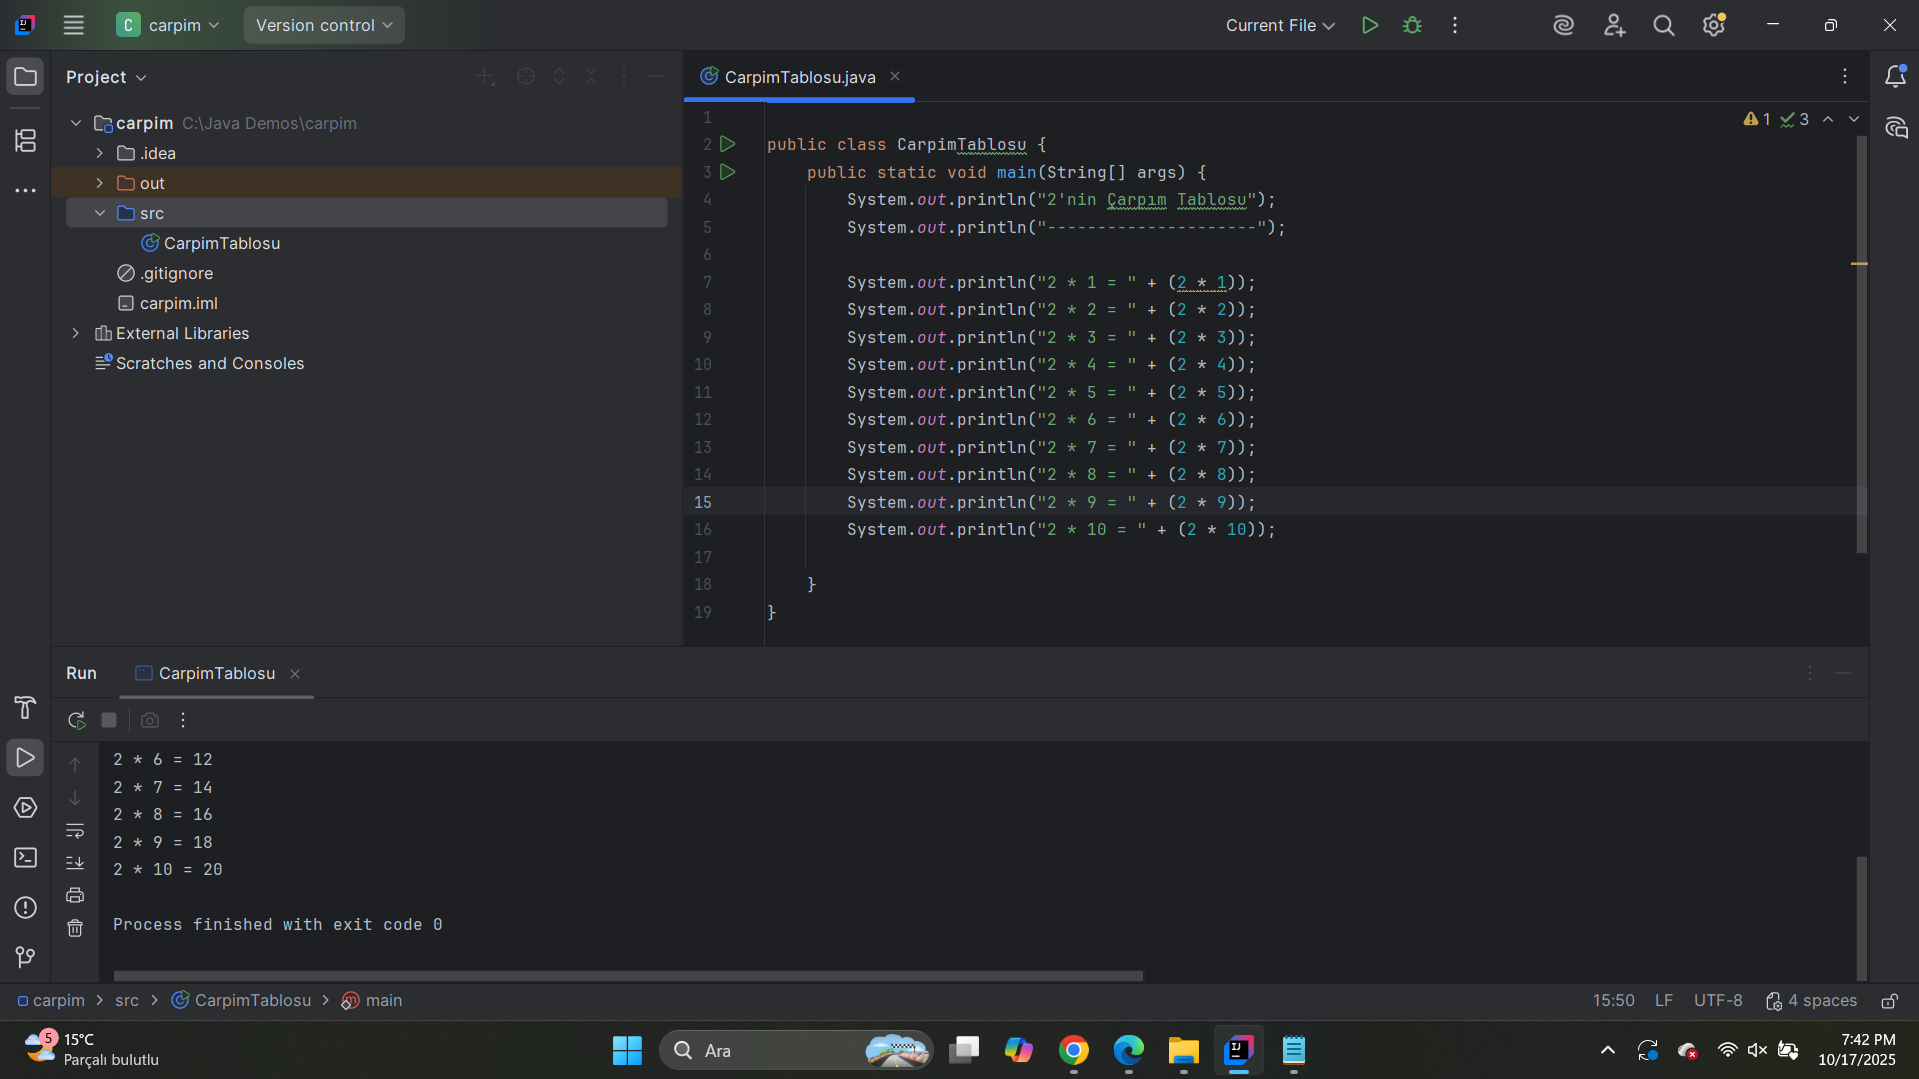 C carpim Version control Current File
Project
carpim C:\Java Demos\carpim
.idea
out
src
CarpimTablosu
.gitignore
carpim.iml
External Libraries
Scratches and Consoles
CarpimTablosu.java
1 3
1
2 public class CarpimTablosu {
3 public static void main(String[] args) {
4 System.out.println("2'nin Çarpım Tablosu");
5 System.out.println("---------------------");
6
7 System.out.println("2 * 1 = " + (2 * 1));
8 System.out.println("2 * 2 = " + (2 * 2));
9 System.out.println("2 * 3 = " + (2 * 3));
10 System.out.println("2 * 4 = " + (2 * 4));
11 System.out.println("2 * 5 = " + (2 * 5));
12 System.out.println("2 * 6 = " + (2 * 6));
13 System.out.println("2 * 7 = " + (2 * 7));
14 System.out.println("2 * 8 = " + (2 * 8));
15 System.out.println("2 * 9 = " + (2 * 9));
16 System.out.println("2 * 10 = " + (2 * 10));
17
18 }
19 }
Run CarpimTablosu
2 * 6 = 12
2 * 7 = 14
2 * 8 = 16
2 * 9 = 18
2 * 10 = 20
Process finished with exit code 0
carpim > src > CarpimTablosu > main 15:50 LF UTF-8 4 spaces
5 15°C
Parçalı bulutlu
Ara
7:42 PM
10/17/2025